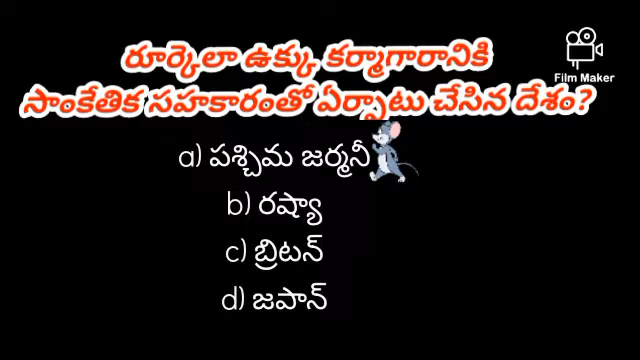 రూర్కెలా ఉక్కు కర్మాగారానికి
Film Maker
సాంకేతిక సహకారంతో ఏర్పాటు చేసిన దేశం?
a) పశ్చిమ జర్మనీ
b) రష్యా
c) బ్రిటన్
d) జపాన్